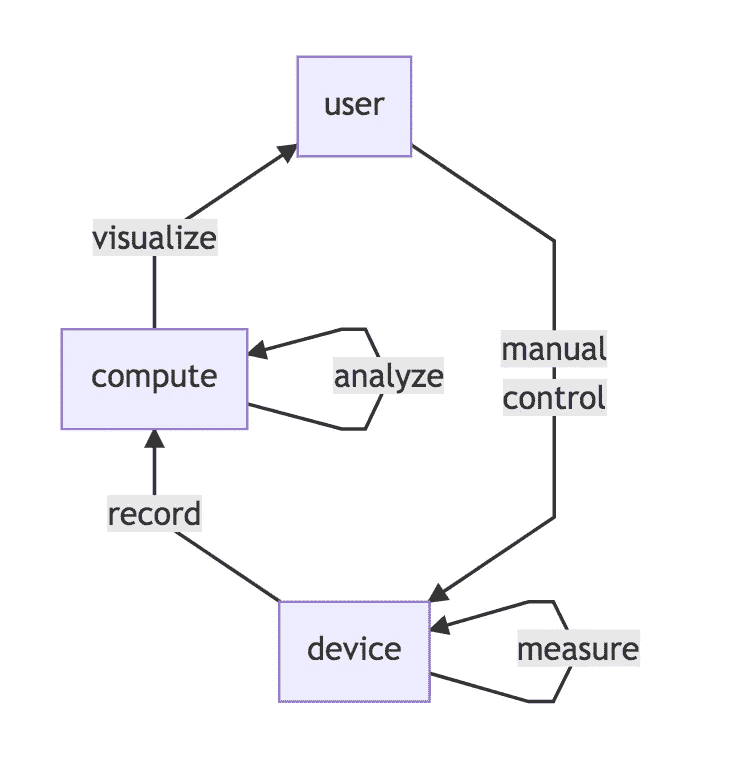 user
visualize
manual
control
compute
analyze
record
device
measure